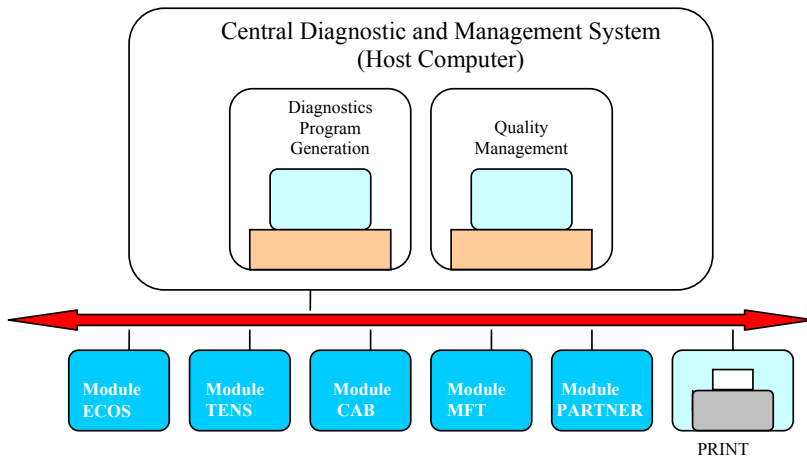 Central Diagnostic and Management System
(Host Computer)
Diagnostics
Program
Generation
Quality
Management
Module
ECOS
Module
TENS
Module
CAB
Module
MFT
Module
PARTNER
PRINT